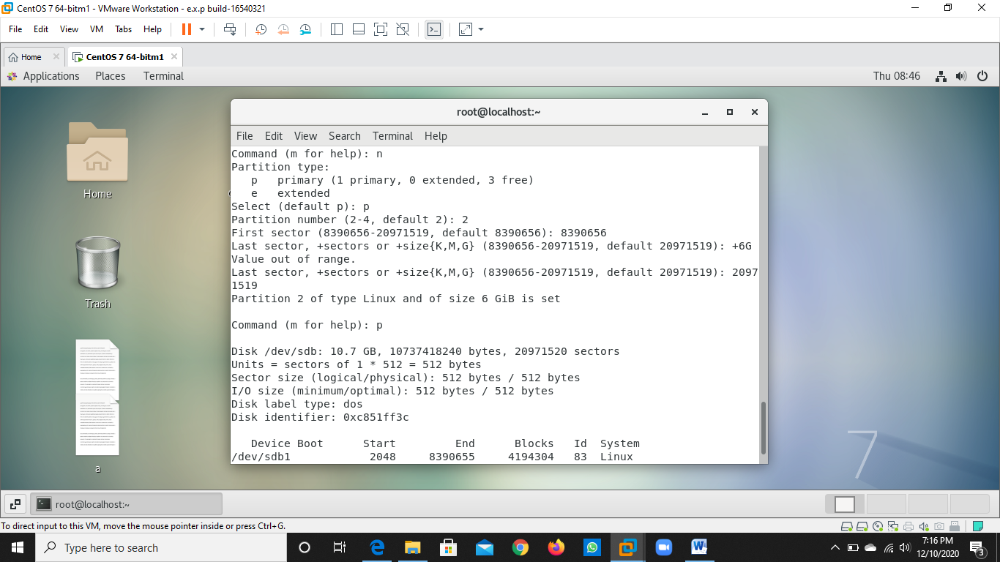 CentOS 7 64-bitm1 - VMware Workstation - e.x.p build-16540321
File Edit View VM Tabs Help
Home CentOS 7 64-bitm1
Applications Places Terminal Thu 08:46
root@localhost:~
File Edit View Search Terminal Help
Command (m for help): n
Partition type:
   p   primary (1 primary, 0 extended, 3 free)
   e   extended
Select (default p): p
Partition number (2-4, default 2): 2
First sector (8390656-20971519, default 8390656): 8390656
Last sector, +sectors or +size{K,M,G} (8390656-20971519, default 20971519): +6G
Value out of range.
Last sector, +sectors or +size{K,M,G} (8390656-20971519, default 20971519): 2097
1519
Partition 2 of type Linux and of size 6 GiB is set
Command (m for help): p
Disk /dev/sdb: 10.7 GB, 10737418240 bytes, 20971520 sectors
Units = sectors of 1 * 512 = 512 bytes
Sector size (logical/physical): 512 bytes / 512 bytes
I/O size (minimum/optimal): 512 bytes / 512 bytes
Disk label type: dos
Disk identifier: 0xc851ff3c
   Device Boot      Start         End      Blocks   Id  System
/dev/sdb1            2048     8390655     4194304   83  Linux
Home
Trash
a
7
root@localhost:~
To direct input to this VM, move the mouse pointer inside or press Ctrl+G.
Type here to search
7:16 PM
12/10/2020
3